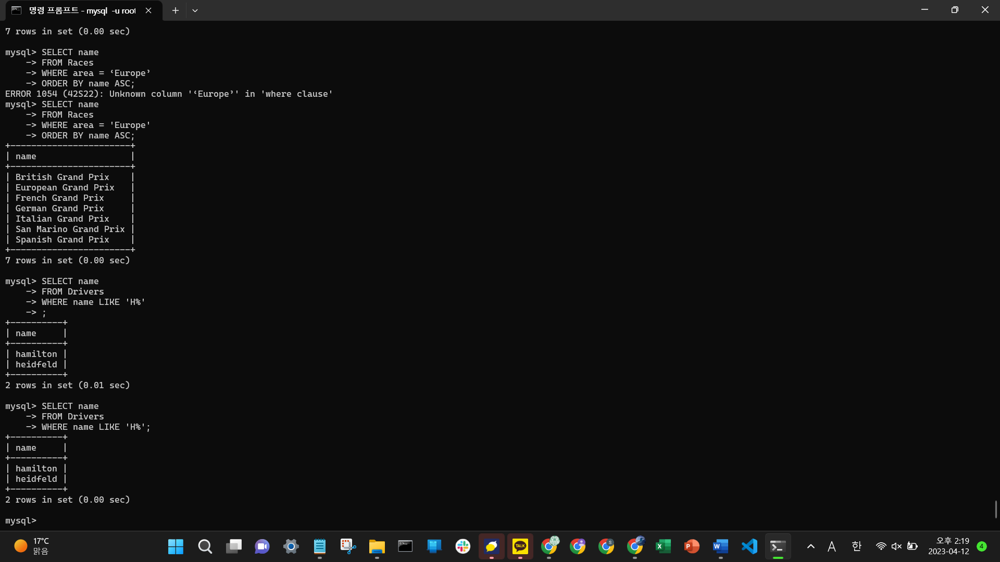 명령 프롬프트 - mysql  -u root
7 rows in set (0.00 sec)
mysql> SELECT name
    -> FROM Races
    -> WHERE area = ‘Europe’
    -> ORDER BY name ASC;
ERROR 1054 (42S22): Unknown column '‘Europe’' in 'where clause'
mysql> SELECT name
    -> FROM Races
    -> WHERE area = 'Europe'
    -> ORDER BY name ASC;
+-----------------------+
| name                  |
+-----------------------+
| British Grand Prix    |
| European Grand Prix   |
| French Grand Prix     |
| German Grand Prix     |
| Italian Grand Prix    |
| San Marino Grand Prix |
| Spanish Grand Prix    |
+-----------------------+
7 rows in set (0.00 sec)
mysql> SELECT name
    -> FROM Drivers
    -> WHERE name LIKE 'H%'
    -> ;
+----------+
| name     |
+----------+
| hamilton |
| heidfeld |
+----------+
2 rows in set (0.01 sec)
mysql> SELECT name
    -> FROM Drivers
    -> WHERE name LIKE 'H%';
+----------+
| name     |
+----------+
| hamilton |
| heidfeld |
+----------+
2 rows in set (0.00 sec)
mysql>
17°C
맑음
TALK
S
X
P
W
A
한
오후 2:19
2023-04-12
4